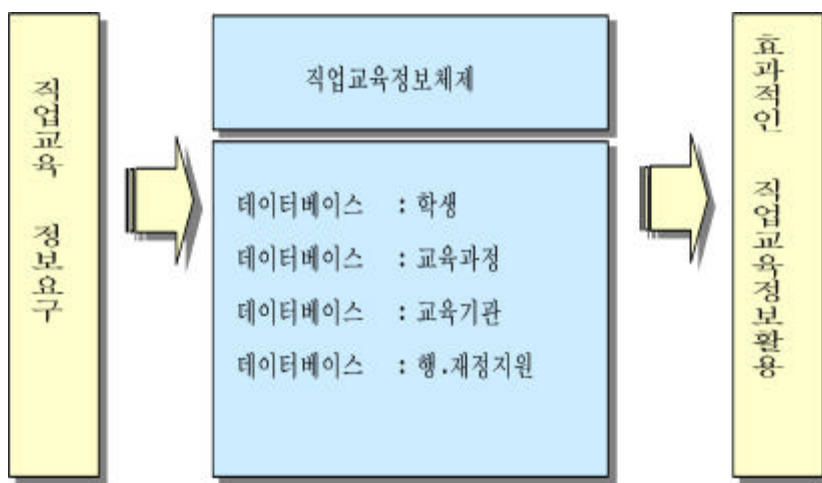 직업교육 정보요구
직업교육정보체제
데이터베이스 : 학생
데이터베이스 : 교육과정
데이터베이스 : 교육기관
데이터베이스 : 행.재정지원
효과적인 직업교육정보활용